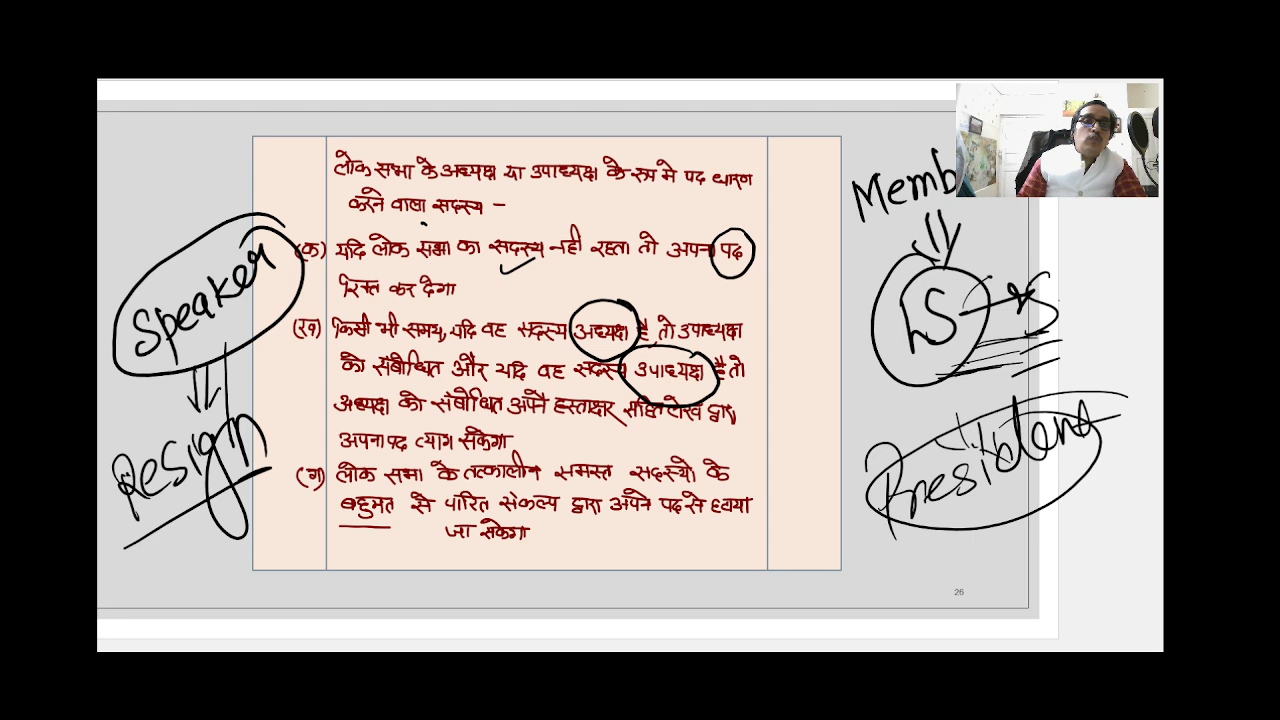 लोक सभा के अध्यक्ष या उपाध्यक्ष के रूप मे पद धारण
करने वाला सदस्य –
(क) यदि लोक सभा का सदस्य नही रहता तो अपना पद
रिक्त कर देगा
(ख) किसी भी समय, यदि वह सदस्य अध्यक्ष है, तो उपाध्यक्ष
को संबोधित और यदि वह सदस्य उपाध्यक्ष है तो
अध्यक्ष को संबोधित अपने हस्ताक्षर सहित लेख द्वारा
अपना पद त्याग सकेगा
(ग) लोक सभा के तत्कालीन समस्त सदस्यो के
बहुमत से पारित संकल्प द्वारा अपने पद से हटाया
जा सकेगा
Speaker
Resign
Memb
LS
President
26